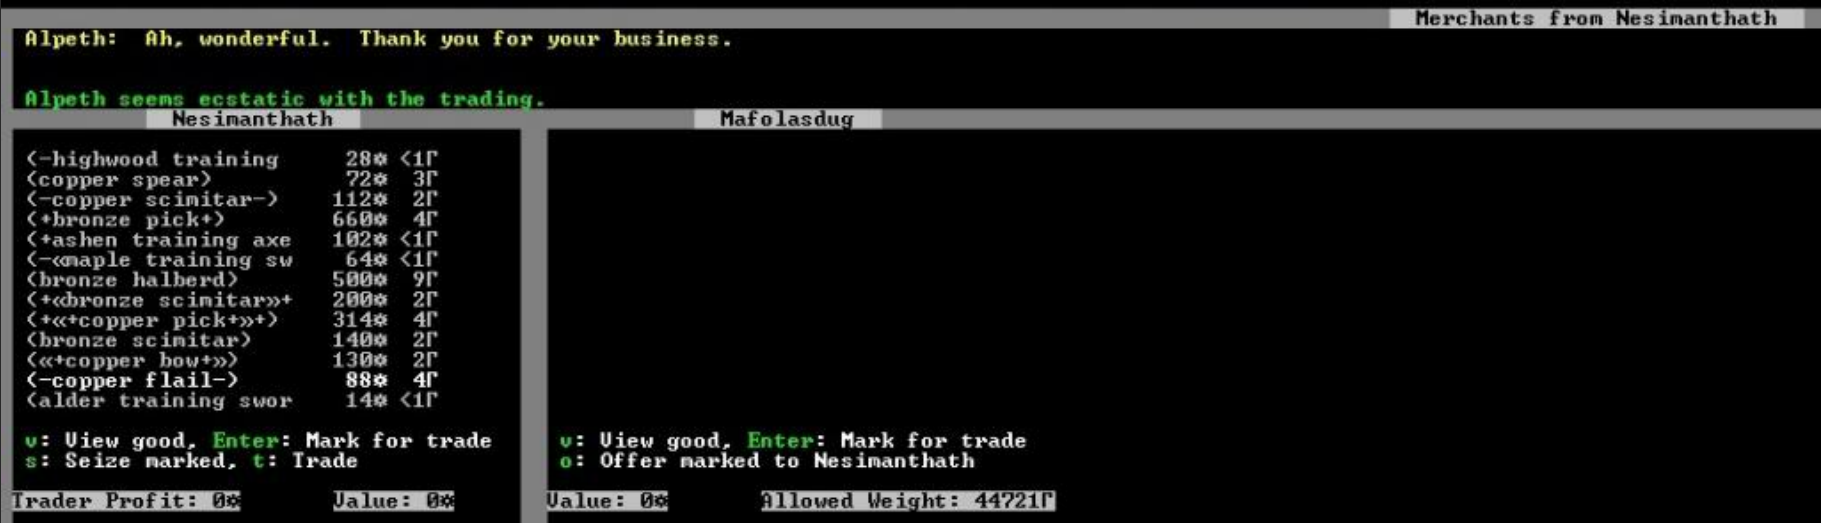 Merchants from Nesimanthath
Alpeth: Ah, wonderful. Thank you for your business.
Alpeth seems ecstatic with the trading.
Nesimanthath Mafolasdug
(-highwood training 28☼ <1Γ
(copper spear) 72☼ 3Γ
(-copper scimitar-) 112☼ 2Γ
(+bronze pick+) 660☼ 4Γ
(+ashen training axe 102☼ <1Γ
(-«maple training sw 64☼ <1Γ
(bronze halberd) 500☼ 9Γ
(+«bronze scimitar»+ 200☼ 2Γ
(+«+copper pick+»+) 314☼ 4Γ
(bronze scimitar) 140☼ 2Γ
(«+copper bow+») 130☼ 2Γ
(-copper flail-) 88☼ 4Γ
(alder training swor 14☼ <1Γ
v: View good, Enter: Mark for trade v: View good, Enter: Mark for trade
s: Seize marked, t: Trade o: Offer marked to Nesimanthath
Trader Profit: 0☼ Value: 0☼ Value: 0☼ Allowed Weight: 44721Γ